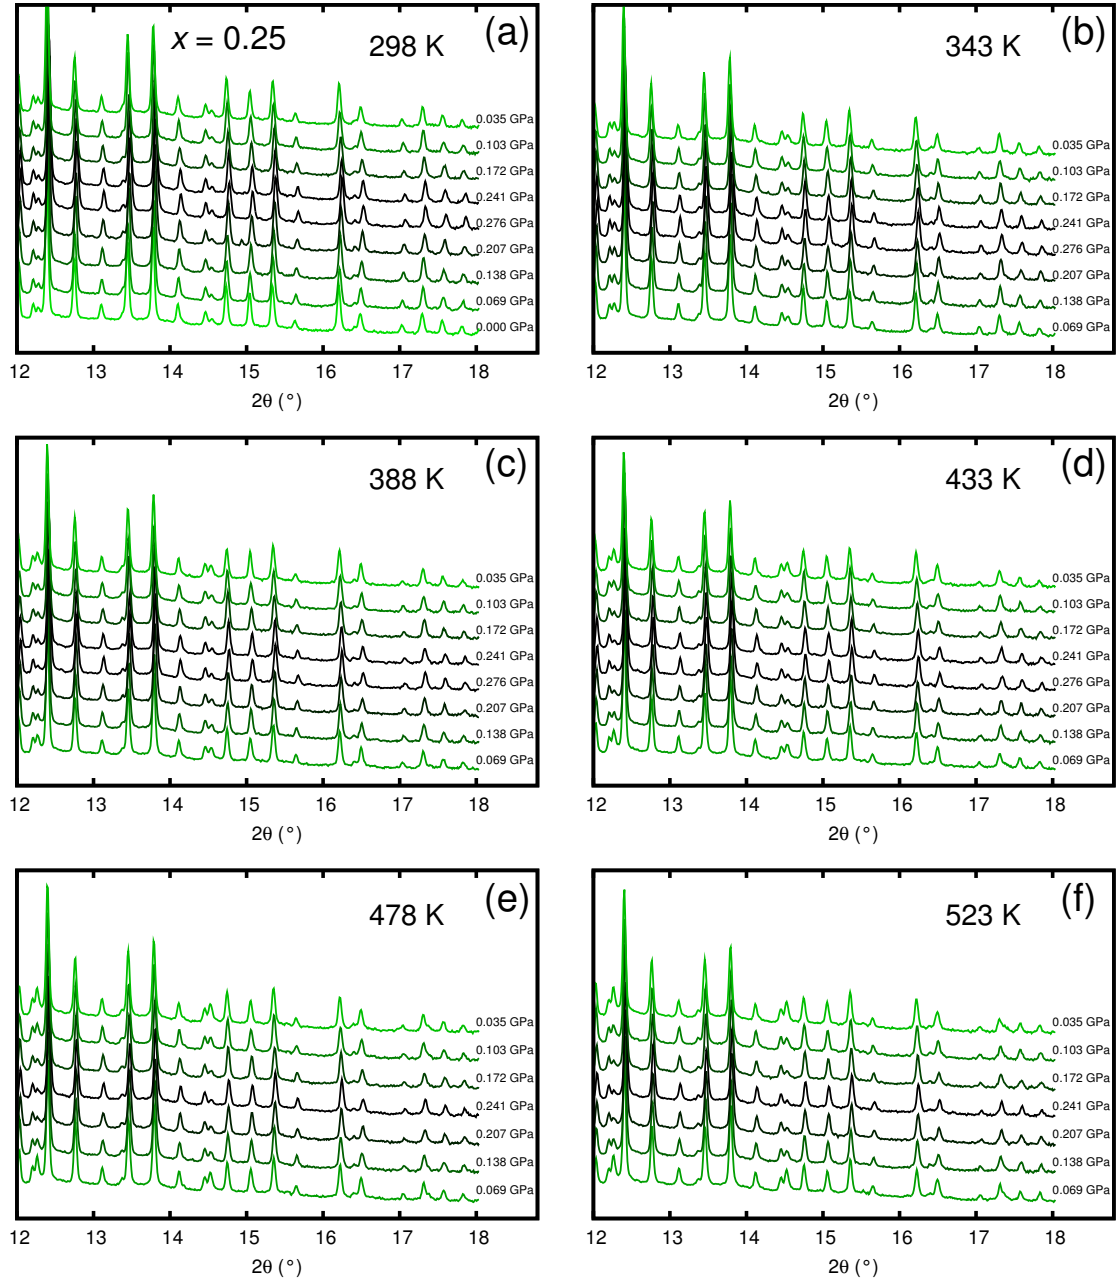 x = 0.25
298 K
(a)
0.035 GPa
0.103 GPa
0.172 GPa
0.241 GPa
0.276 GPa
0.207 GPa
0.138 GPa
0.069 GPa
0.000 GPa
12 13 14 15 16 17 18
2θ (°)
343 K
(b)
0.035 GPa
0.103 GPa
0.172 GPa
0.241 GPa
0.276 GPa
0.207 GPa
0.138 GPa
0.069 GPa
12 13 14 15 16 17 18
2θ (°)
388 K
(c)
0.035 GPa
0.103 GPa
0.172 GPa
0.241 GPa
0.276 GPa
0.207 GPa
0.138 GPa
0.069 GPa
12 13 14 15 16 17 18
2θ (°)
433 K
(d)
0.035 GPa
0.103 GPa
0.172 GPa
0.241 GPa
0.276 GPa
0.207 GPa
0.138 GPa
0.069 GPa
12 13 14 15 16 17 18
2θ (°)
478 K
(e)
0.035 GPa
0.103 GPa
0.172 GPa
0.241 GPa
0.207 GPa
0.138 GPa
0.069 GPa
12 13 14 15 16 17 18
2θ (°)
523 K
(f)
0.035 GPa
0.103 GPa
0.172 GPa
0.241 GPa
0.207 GPa
0.138 GPa
0.069 GPa
12 13 14 15 16 17 18
2θ (°)